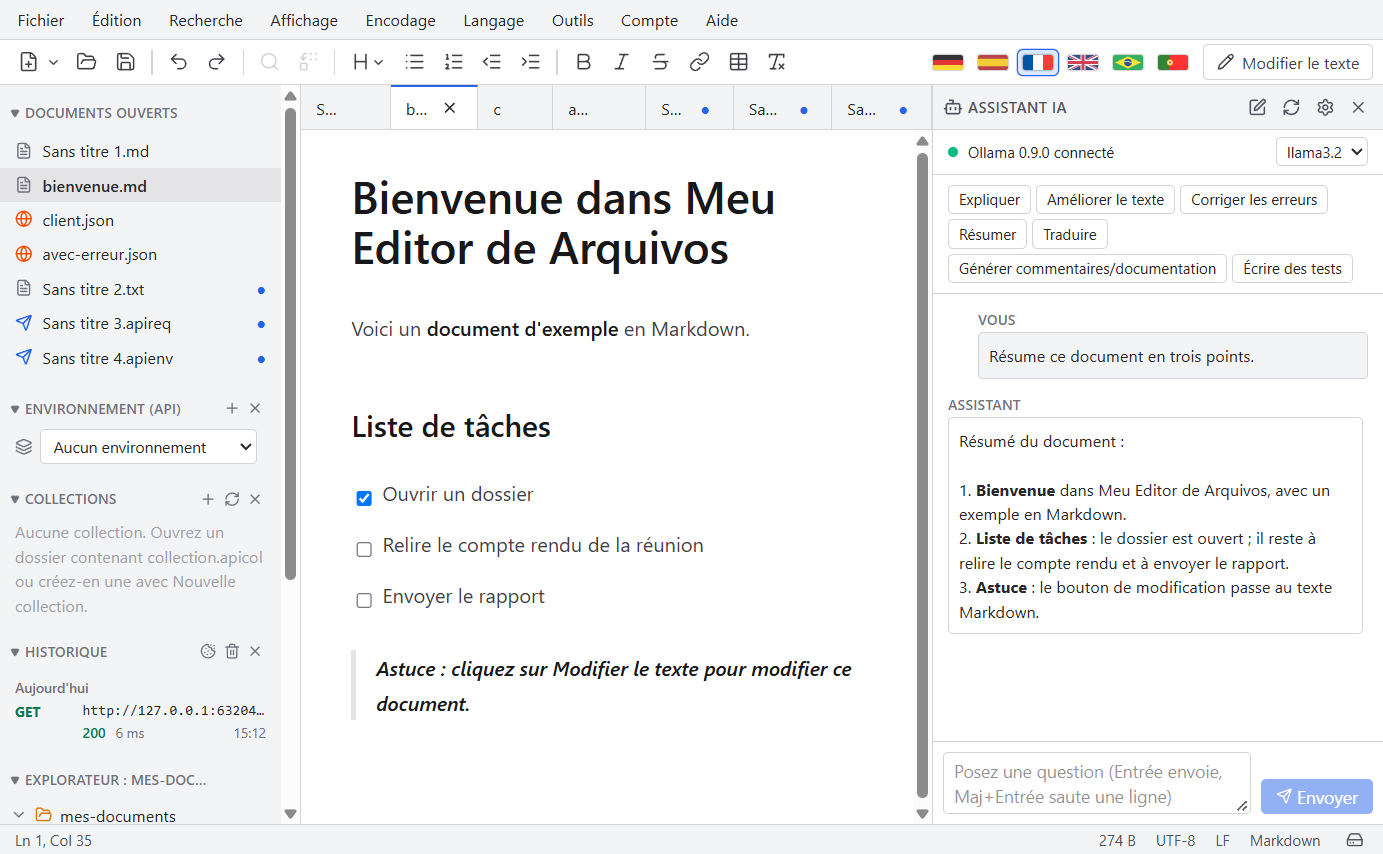 Fichier Édition Recherche Affichage Encodage Langage Outils Compte Aide
H B I S
Modifier le texte
DOCUMENTS OUVERTS
Sans titre 1.md
bienvenue.md
client.json
avec-erreur.json
Sans titre 2.txt
Sans titre 3.apireq
Sans titre 4.apienv
ENVIRONNEMENT (API)
Aucun environnement
COLLECTIONS
Aucune collection. Ouvrez un
dossier contenant collection.apicol
ou créez-en une avec Nouvelle
collection.
HISTORIQUE
Aujourd'hui
GET http://127.0.0.1:63204…
200 6 ms 15:12
EXPLORATEUR : MES-DOC…
mes-documents
S… b… c a… S… Sa… Sa…
Bienvenue dans Meu
Editor de Arquivos
Voici un document d'exemple en Markdown.
Liste de tâches
Ouvrir un dossier
Relire le compte rendu de la réunion
Envoyer le rapport
Astuce : cliquez sur Modifier le texte pour modifier ce
document.
ASSISTANT IA
Ollama 0.9.0 connecté
llama3.2
Expliquer Améliorer le texte Corriger les erreurs
Résumer Traduire
Générer commentaires/documentation Écrire des tests
VOUS
Résume ce document en trois points.
ASSISTANT
Résumé du document :
1. Bienvenue dans Meu Editor de Arquivos, avec un
exemple en Markdown.
2. Liste de tâches : le dossier est ouvert ; il reste à
relire le compte rendu et à envoyer le rapport.
3. Astuce : le bouton de modification passe au texte
Markdown.
Posez une question (Entrée envoie,
Maj+Entrée saute une ligne)
Envoyer
Ln 1, Col 35
274 B UTF-8 LF Markdown